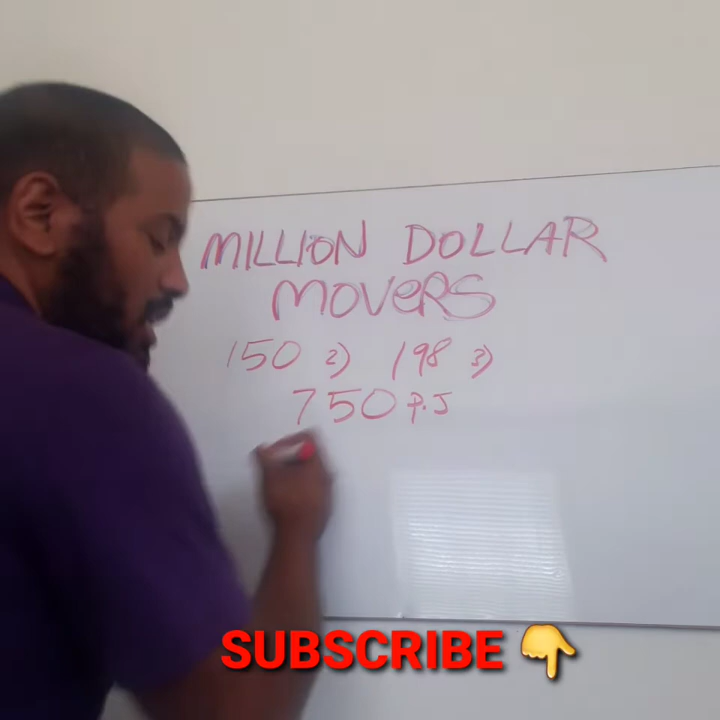 MILLION DOLLAR
MOVeRS
150 2) 198 3)
750 P.J
SUBSCRIBE 👇